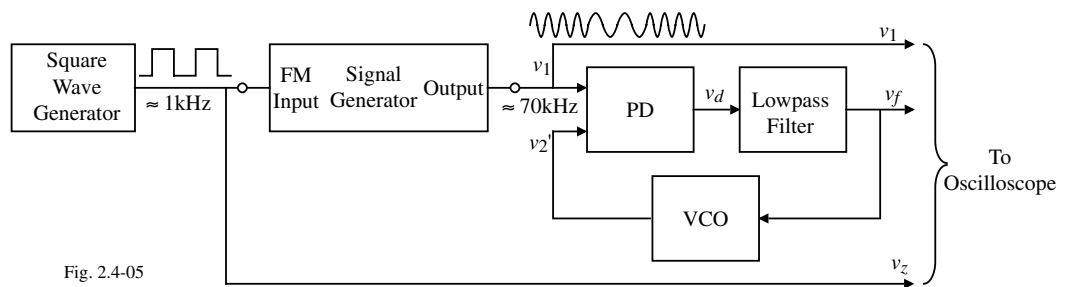 Square
Wave
Generator
≈ 1kHz
FM
Input
Signal
Generator
Output
v1
≈ 70kHz
v2'
PD
vd
Lowpass
Filter
vf
v1
VCO
To
Oscilloscope
vz
Fig. 2.4-05